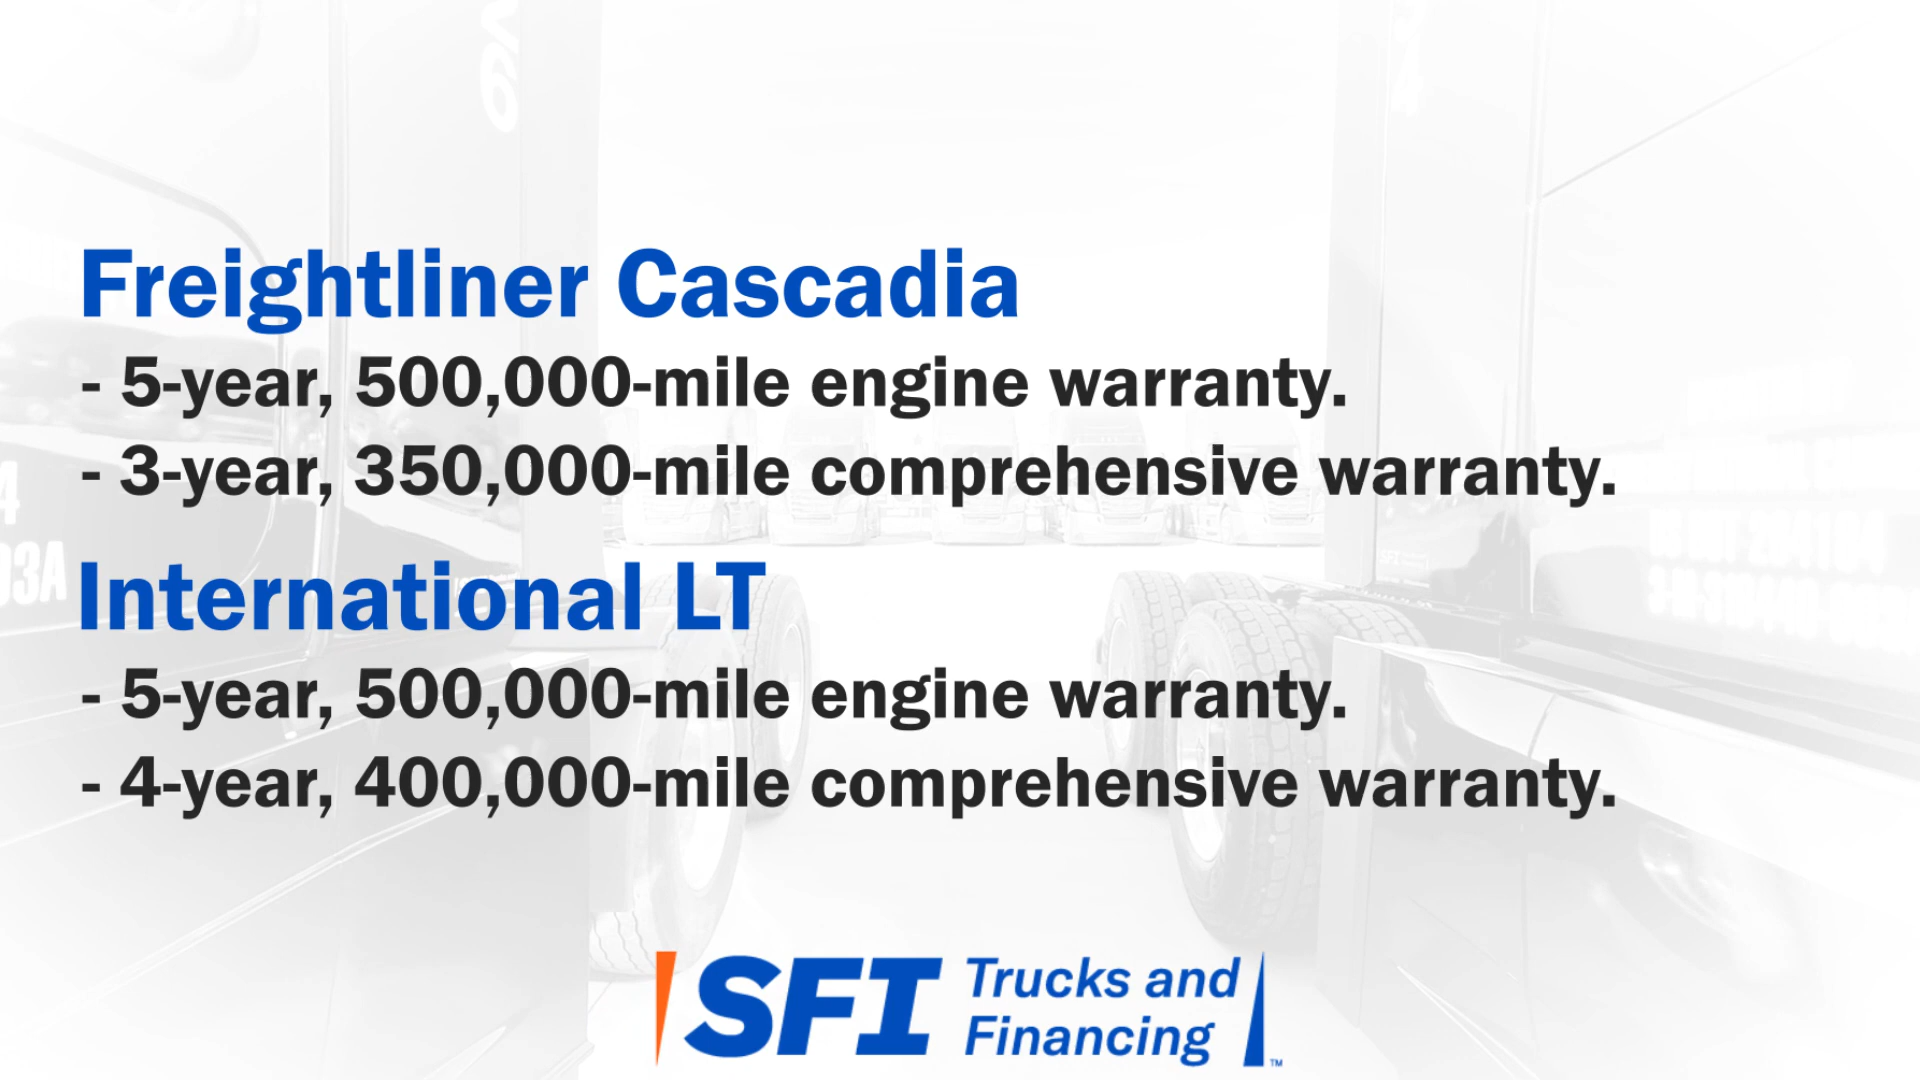 Freightliner Cascadia
- 5-year, 500,000-mile engine warranty.
- 3-year, 350,000-mile comprehensive warranty.
International LT
- 5-year, 500,000-mile engine warranty.
- 4-year, 400,000-mile comprehensive warranty.
SFI Trucks and
Financing ™